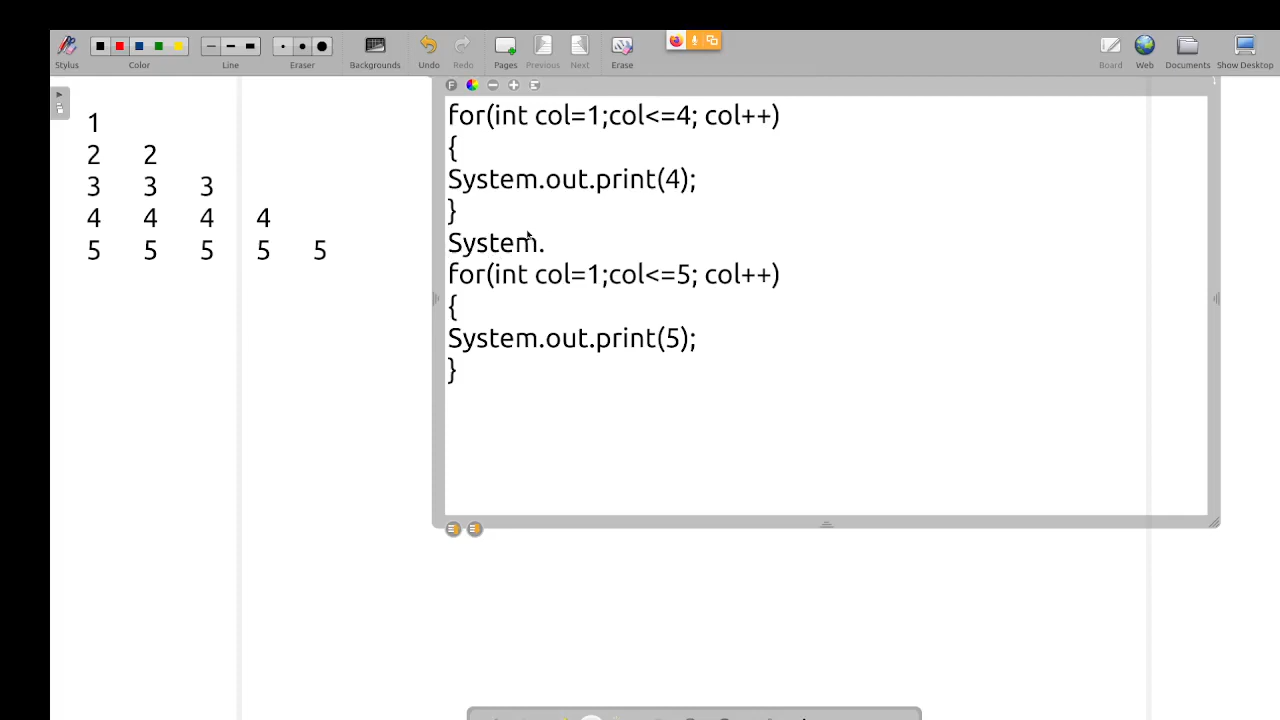 Stylus Color Line Eraser Backgrounds Undo Redo Pages Previous Next Erase Board Web Documents Show Desktop
1
2 2
3 3 3
4 4 4 4
5 5 5 5 5
F
for(int col=1;col<=4; col++)
{
System.out.print(4);
}
System.
for(int col=1;col<=5; col++)
{
System.out.print(5);
}